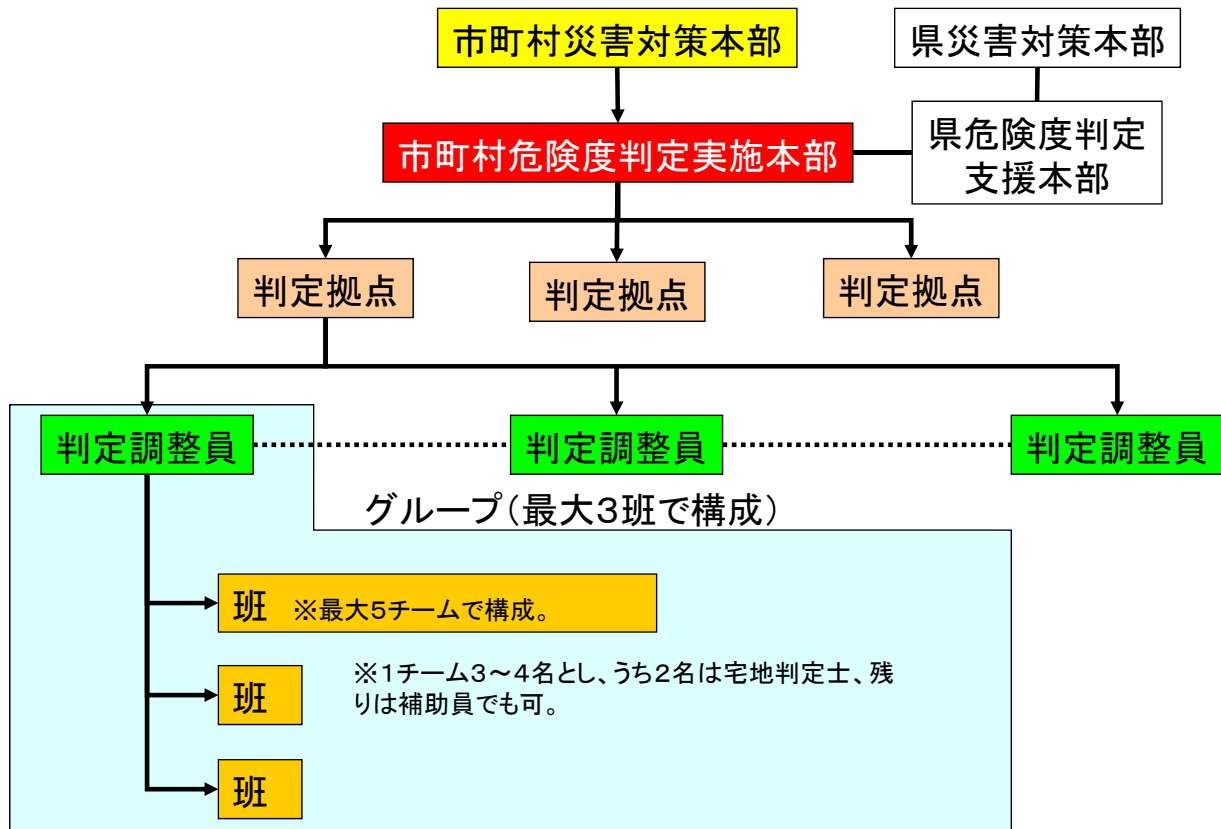 市町村災害対策本部
県災害対策本部
市町村危険度判定実施本部
県危険度判定
支援本部
判定拠点
判定拠点
判定拠点
判定調整員
判定調整員
判定調整員
グループ（最大３班で構成）
班 ※最大５チームで構成。
※１チーム３～４名とし、うち２名は宅地判定士、残
りは補助員でも可。
班
班